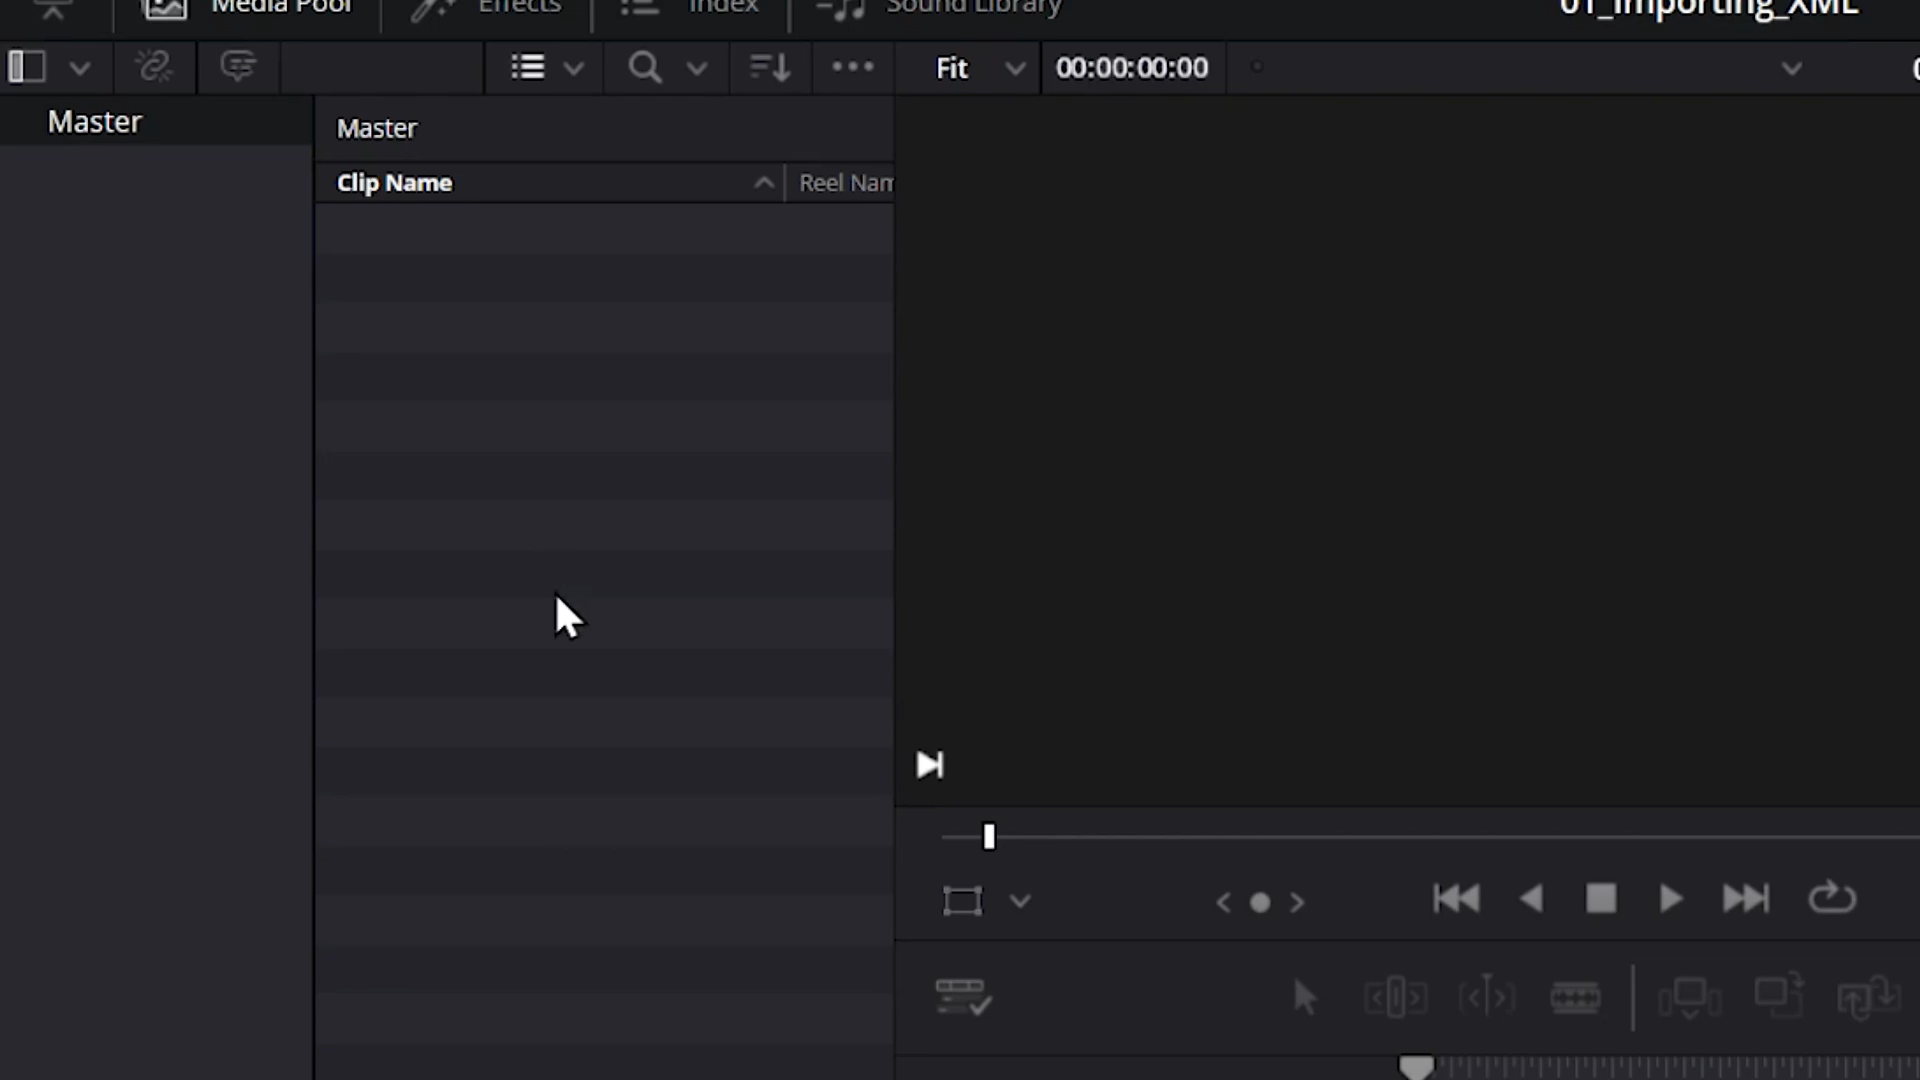 Media Pool
Effects
Index
Sound Library
01_Importing_XML
Fit
00:00:00:00
Master
Master
Clip Name
Reel Nam